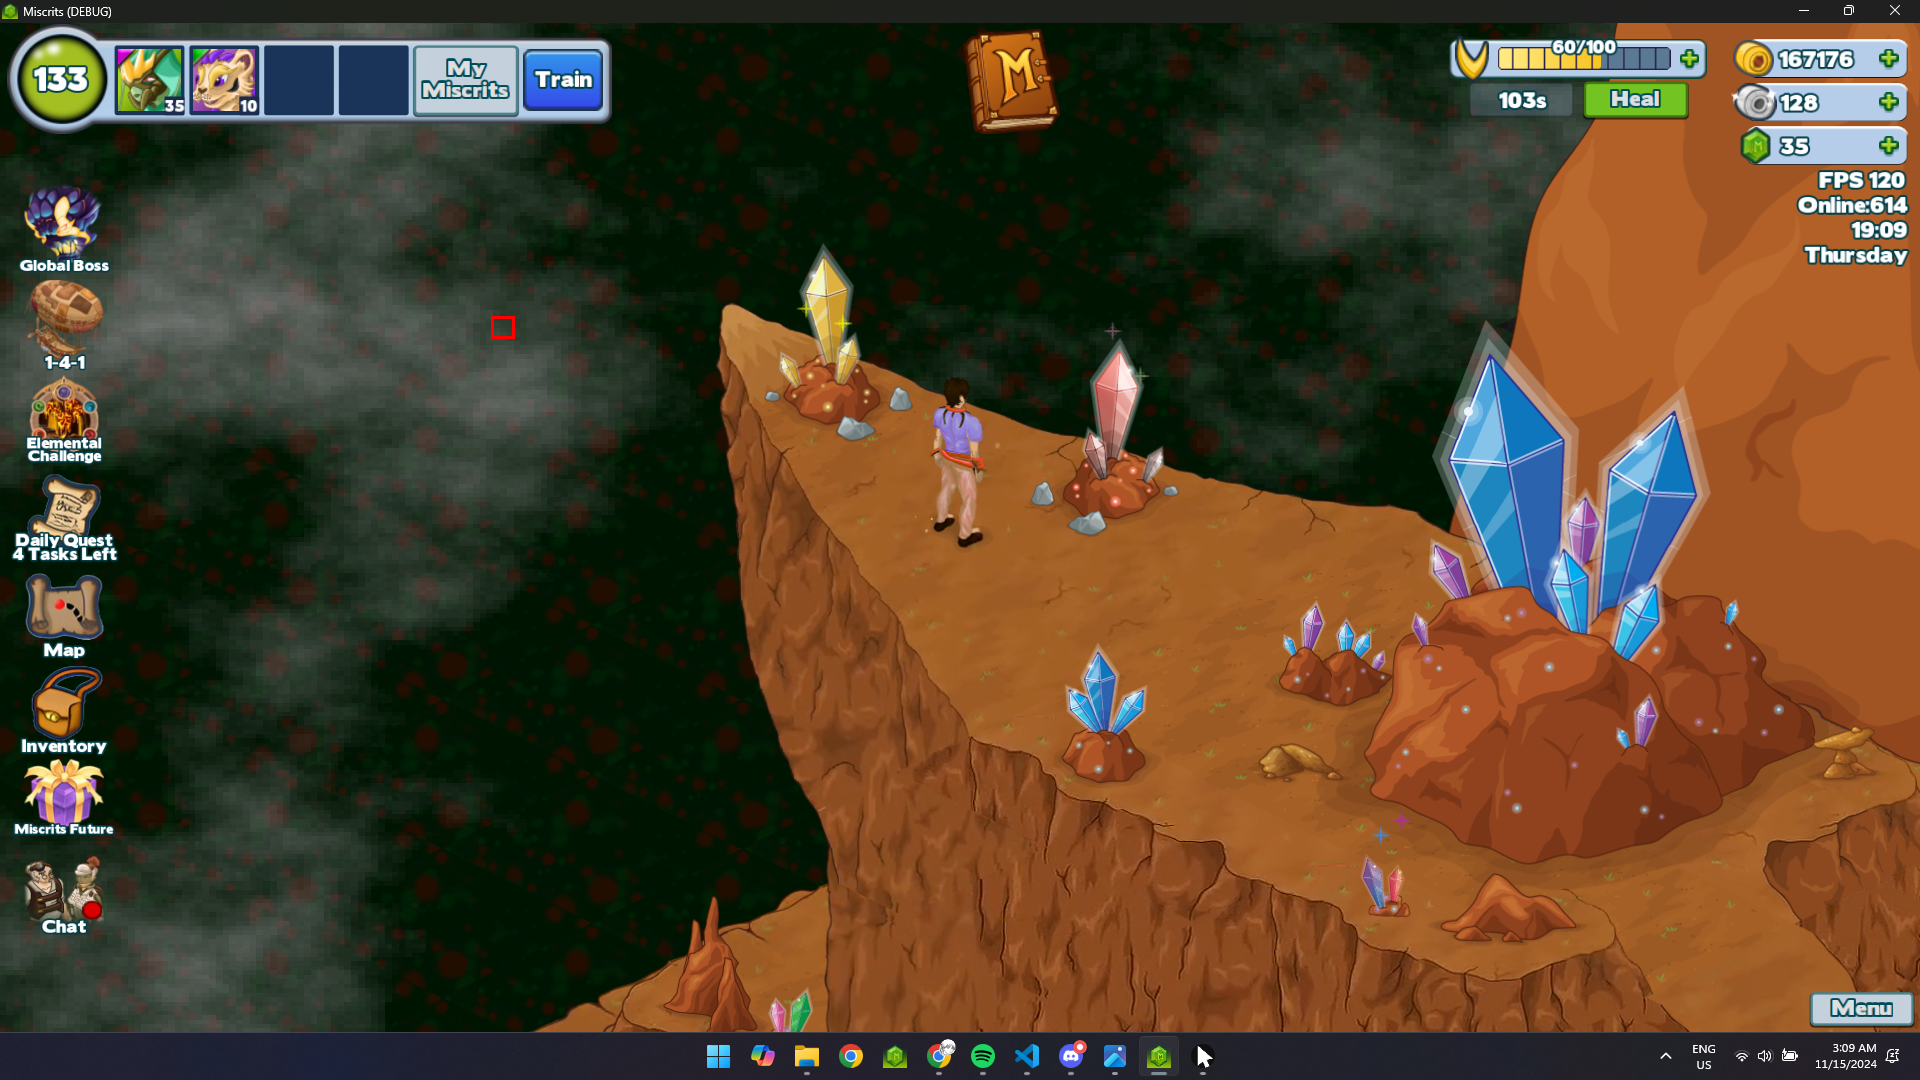 Miscrits (DEBUG)
133
35
10
My
Miscrits
Train
M
60/100
103s
Heal
167176
128
35
FPS 120
Online:614
19:09
Thursday
Global Boss
1-4-1
Elemental
Challenge
Daily Quest
4 Tasks Left
Map
Inventory
Miscrits Future
Chat
Menu
ENG
US
3:09 AM
11/15/2024